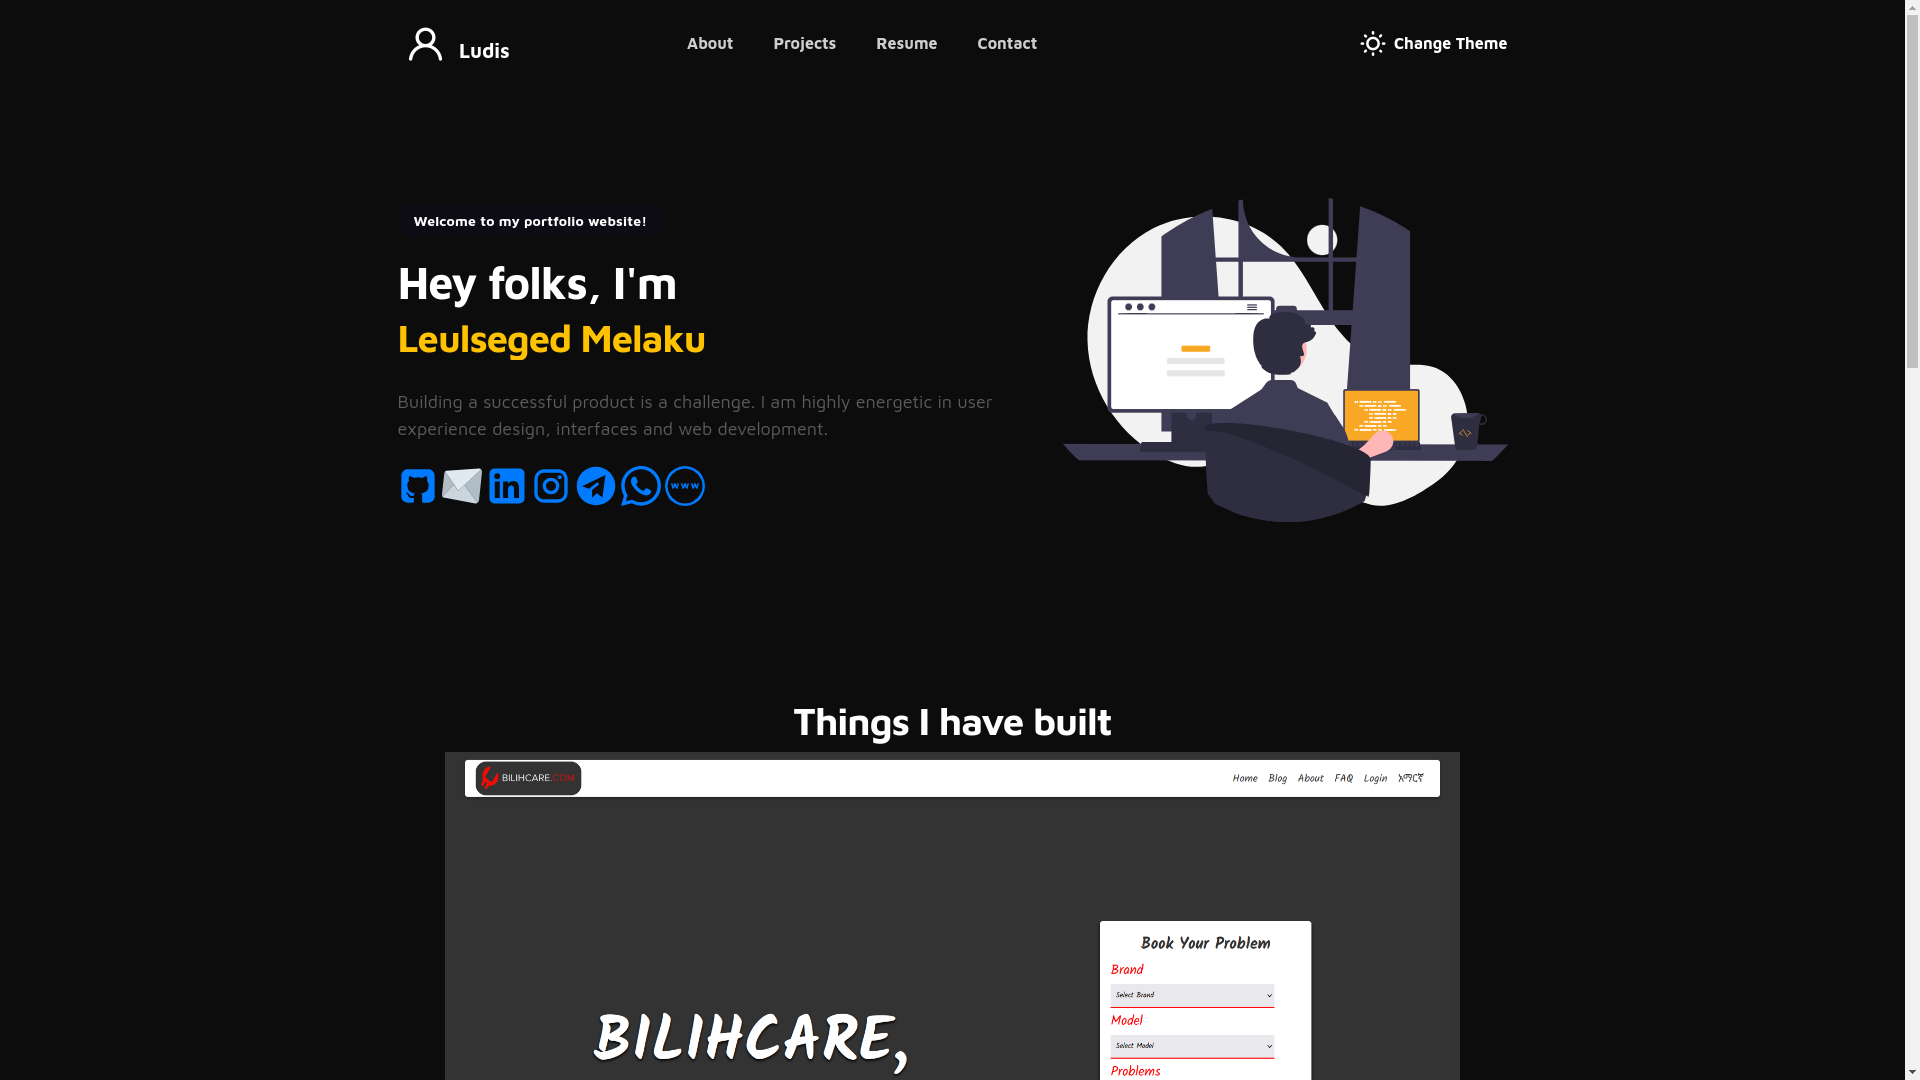 Ludis
About
Projects
Resume
Contact
Change Theme
Welcome to my portfolio website!
Hey folks, I'm
Leulseged Melaku
Building a successful product is a challenge. I am highly energetic in user
experience design, interfaces and web development.
www
</>
Things I have built
BILIHCARE.COM
Home
Blog
About
FAQ
Login
አማርኛ
Book Your Problem
Brand
Select Brand
Model
Select Model
BILIHCARE,
Problems